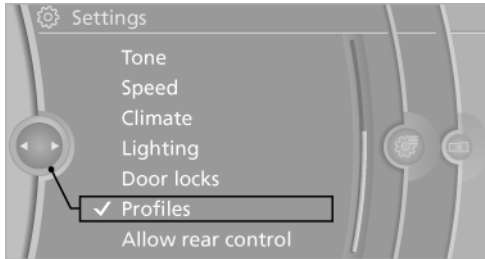 Settings
Tone
Speed
Climate
Lighting
Door locks
Profiles
Allow rear control